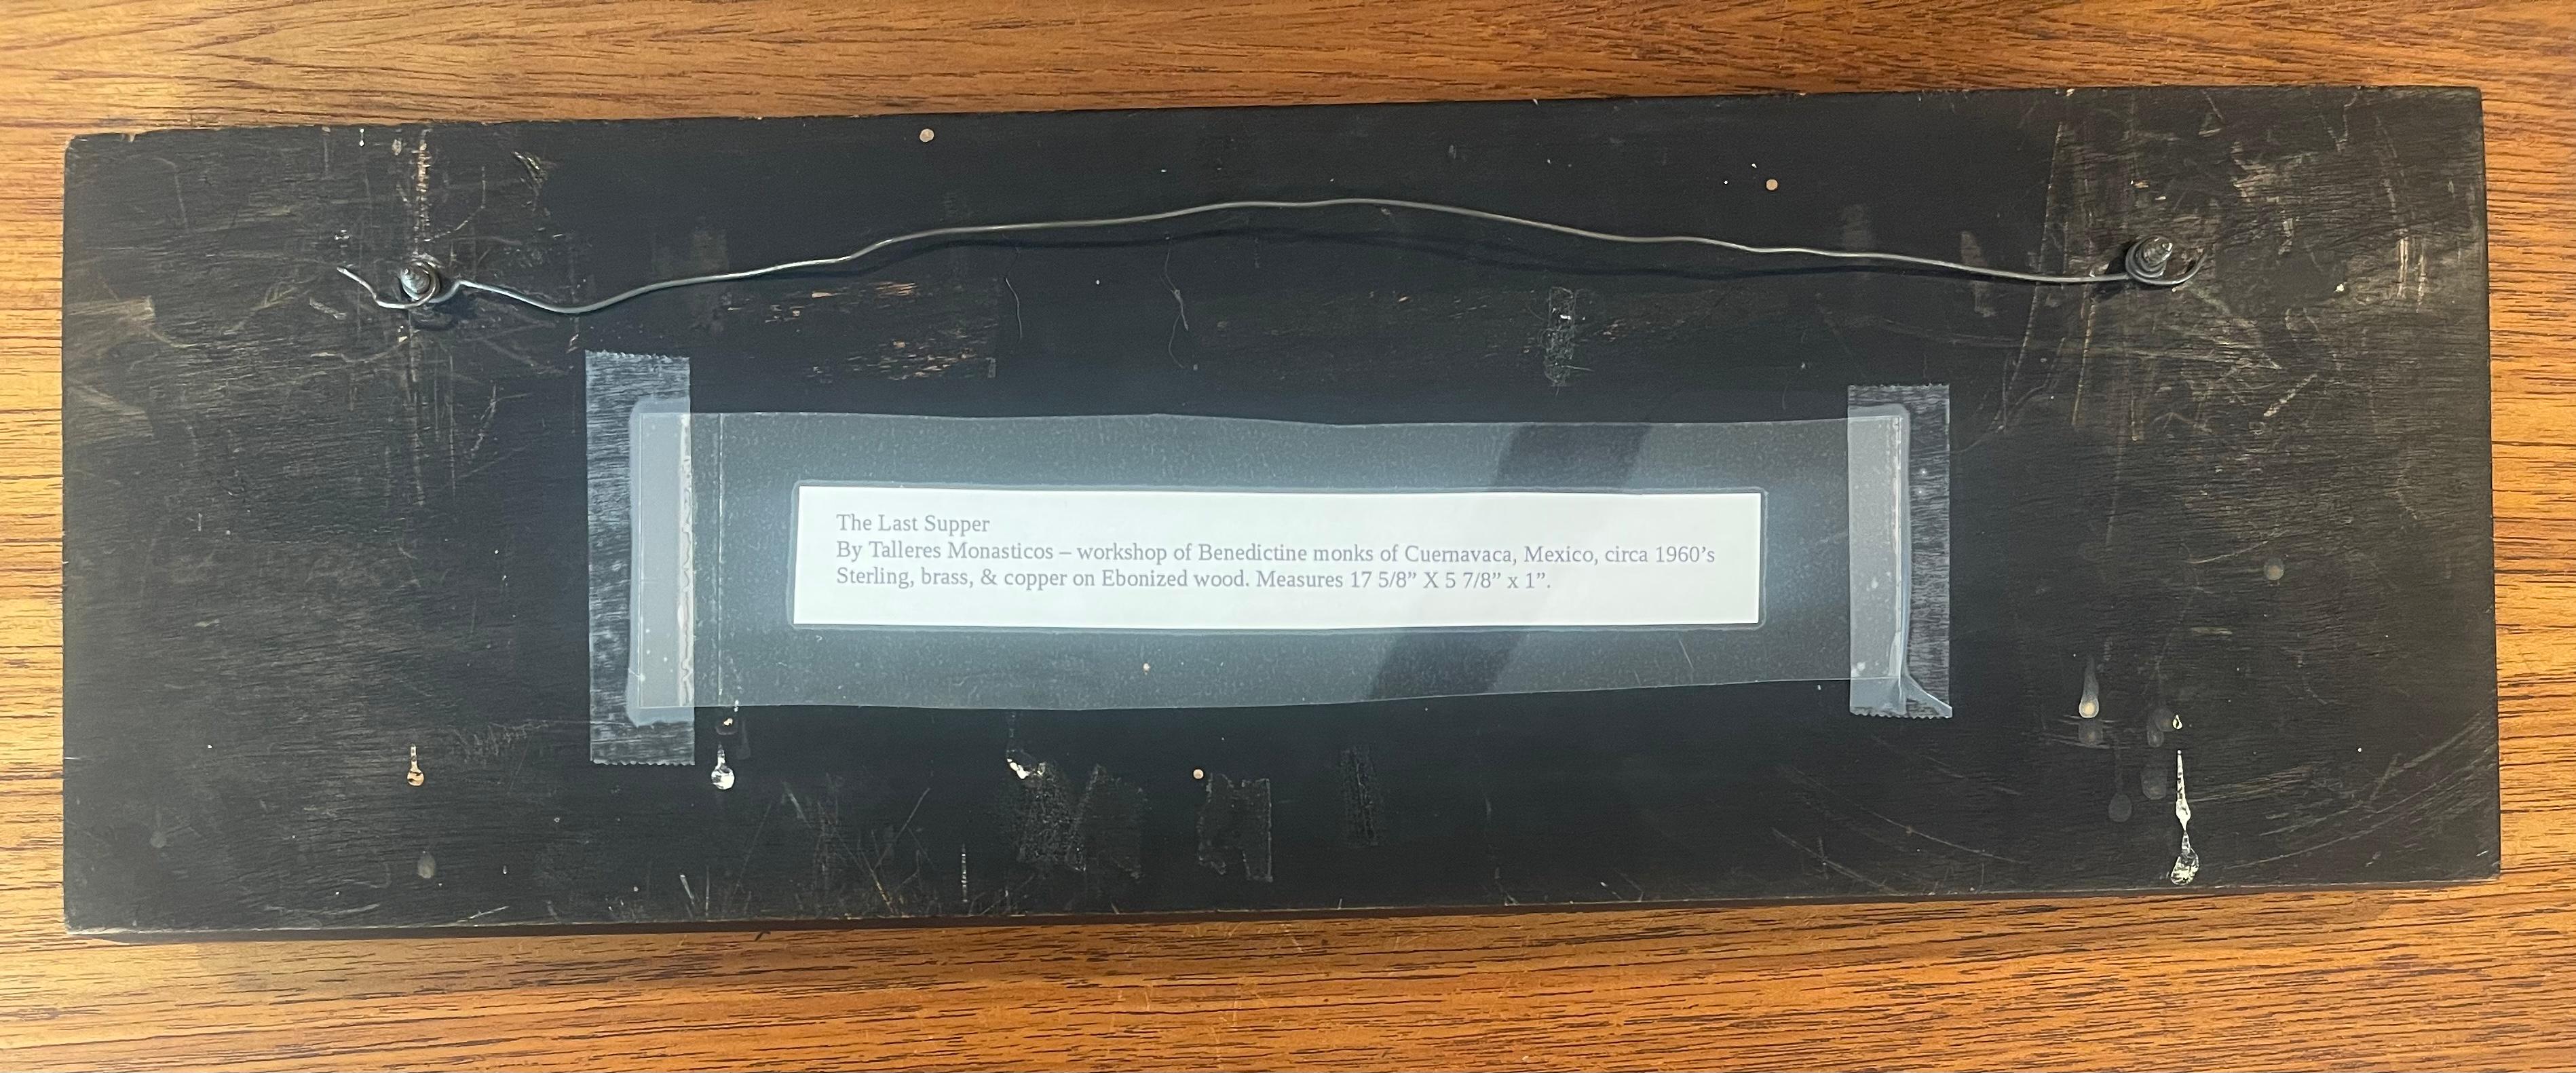 The Last Supper
By Talleres Monasticos – workshop of Benedictine monks of Cuernavaca, Mexico, circa 1960’s
Sterling, brass, & copper on Ebonized wood. Measures 17 5/8” X 5 7/8” x 1”.